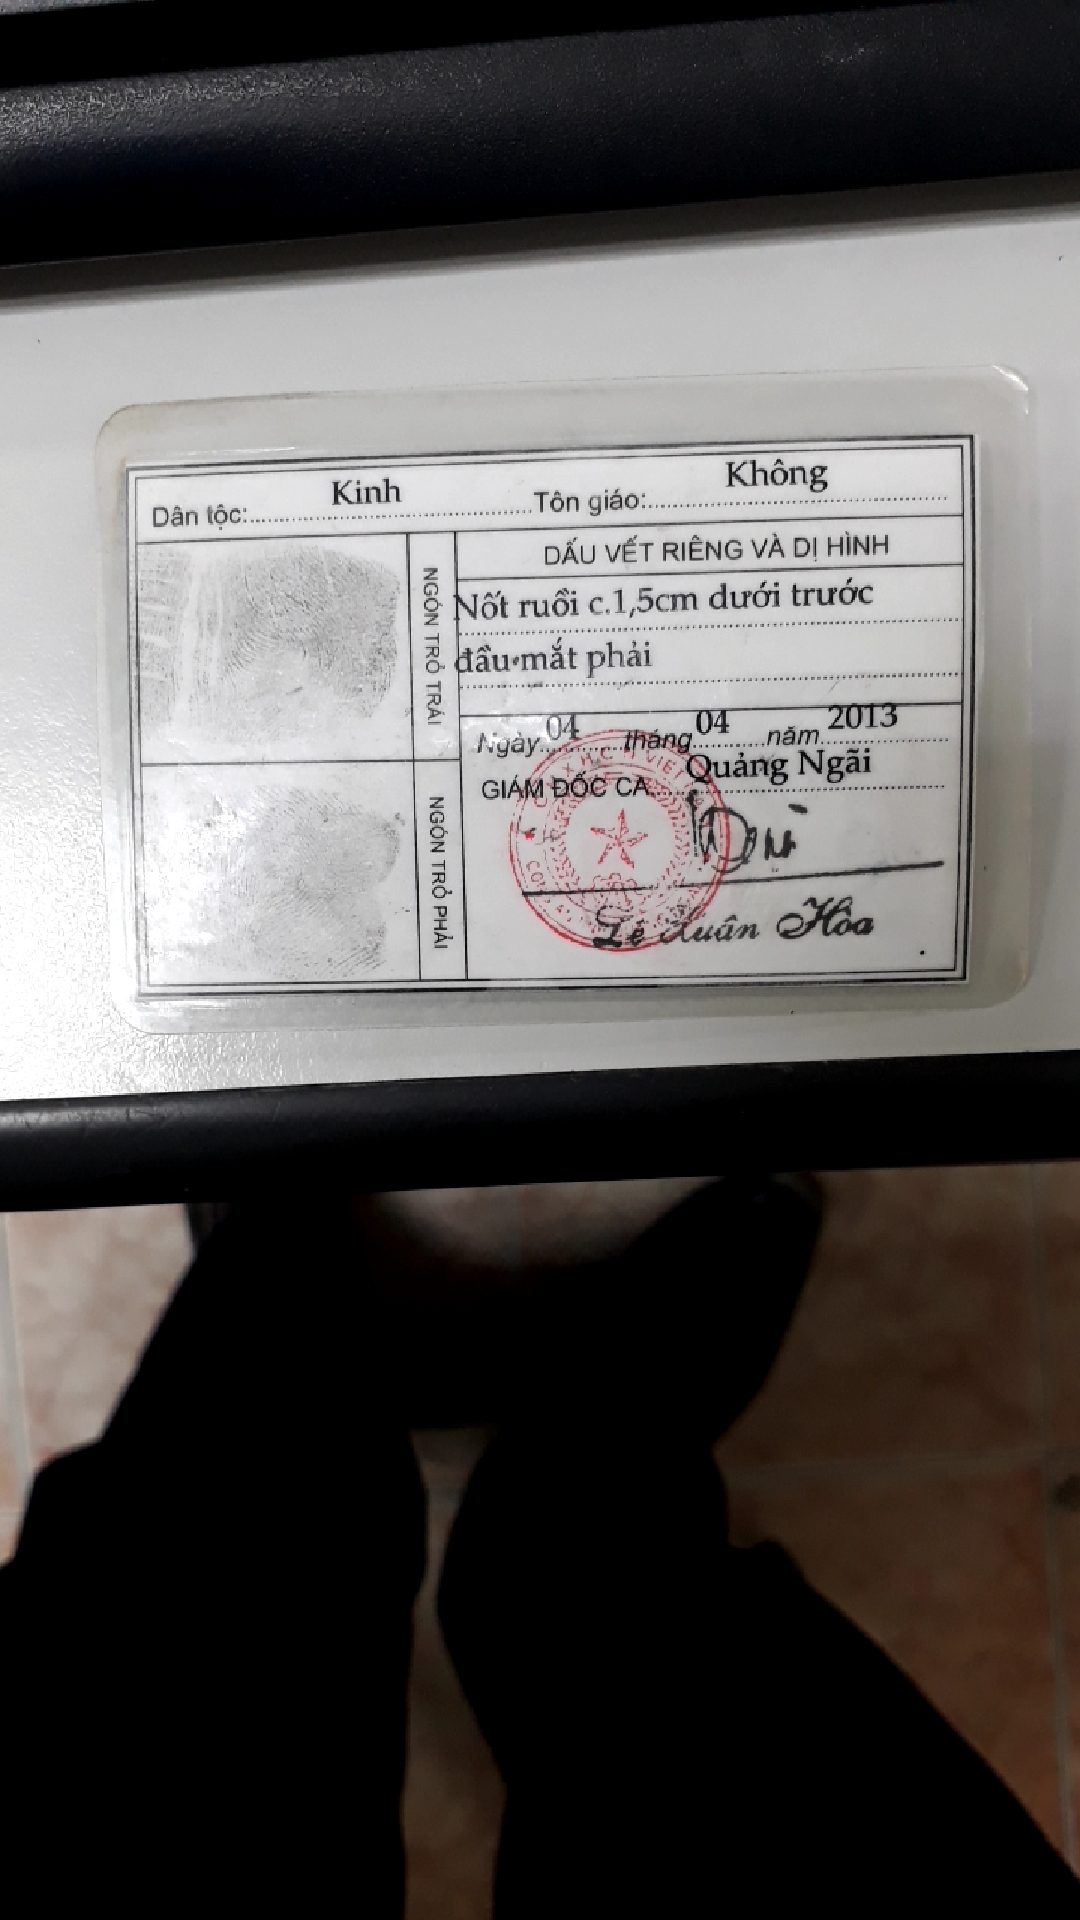 Dân tộc: Kinh Tôn giáo: Không
NGÓN TRỎ TRÁI
DẤU VẾT RIÊNG VÀ DỊ HÌNH
Nốt ruồi c.1,5cm dưới trước
đầu mắt phải
Ngày 04 tháng 04 năm 2013
GIÁM ĐỐC CA Quảng Ngãi
NGÓN TRỎ PHẢI
Lê Xuân Hòa